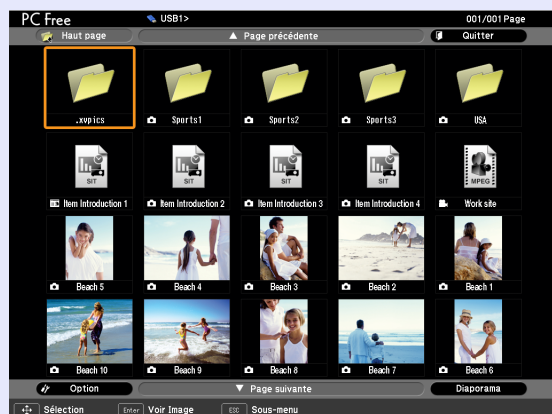 PC Free USB1> 001/001 Page
Haut page Page précédente Quitter
.xvpics Sports1 Sports2 Sports3 USA
SIT SIT SIT SIT MPEG
Item Introduction 1 Item Introduction 2 Item Introduction 3 Item Introduction 4 Work site
Beach 5 Beach 4 Beach 3 Beach 2 Beach 1
Beach 10 Beach 9 Beach 8 Beach 7 Beach 6
Option Page suivante Diaporama
Sélection Enter Voir Image ESC Sous-menu